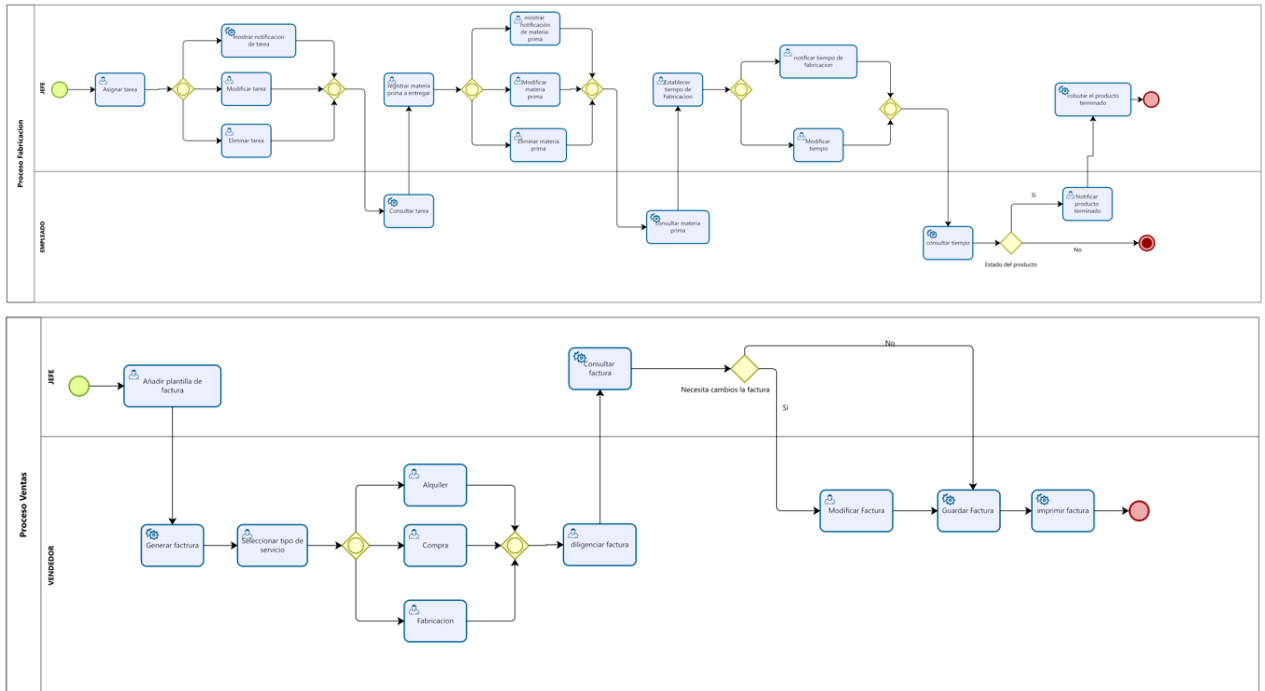 Proceso Fabricacion
JEFE
Asignar tarea
mostrar notificacion
de tarea
Modificar tarea
Eliminar tarea
registrar materia
prima a entregar
mostrar
notificación
de materia
prima
Modificar
materia
prima
Eliminar materia
prima
Establecer
tiempo de
Fabricacion
notificar tiempo de
fabricacion
Modificar
tiempo
colsutar el producto
terminado
EMPLEADO
Consultar tarea
consultar materia
prima
consultar tiempo
Estado del producto
Si
No
Notificar
producto
terminado
Proceso Ventas
JEFE
Añadir plantilla de
factura
Consultar
factura
Necesita cambios la factura
No
Si
VENDEDOR
Generar factrura
Seleccionar tipo de
servicio
Alquiler
Compra
Fabricacion
diligenciar factura
Modificar Factura
Guardar Factura
imprimir factura